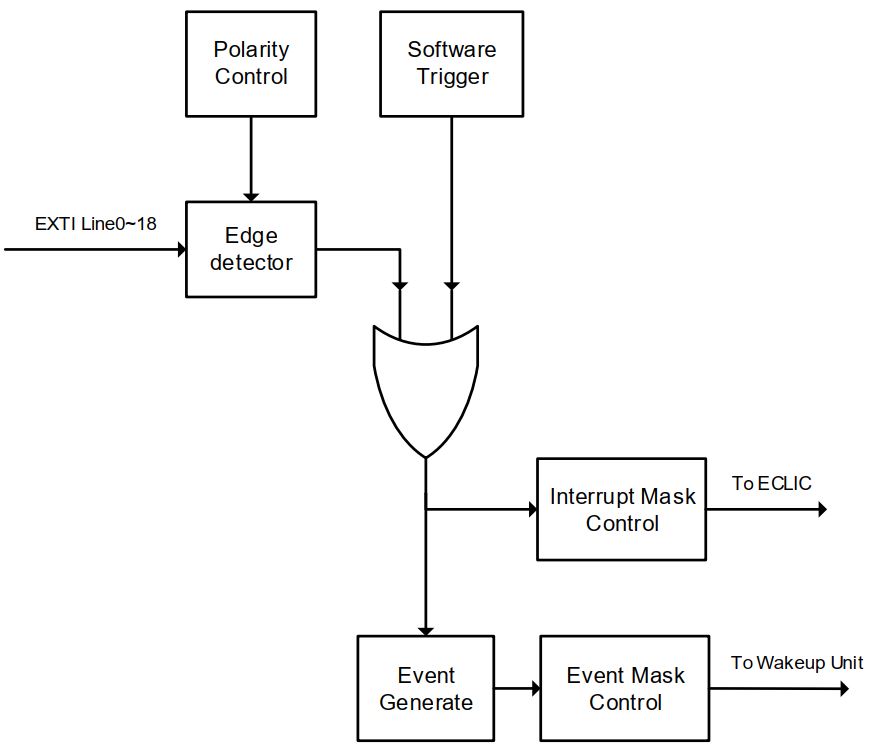 Polarity
Control
Software
Trigger
EXTI Line0~18
Edge
detector
Interrupt Mask
Control
To ECLIC
Event
Generate
Event Mask
Control
To Wakeup Unit